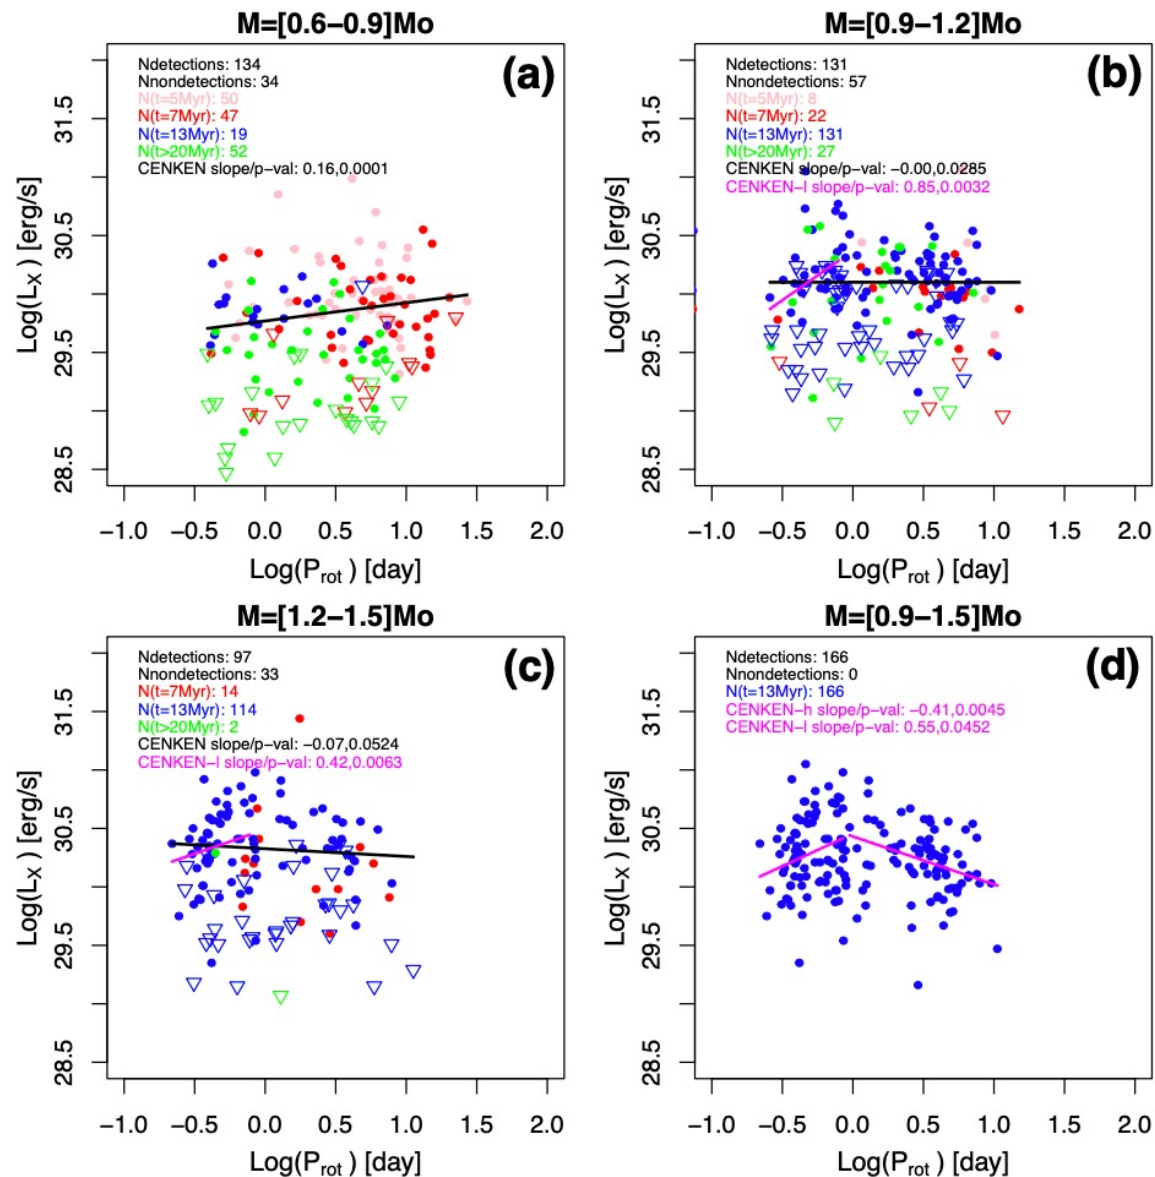 M=[0.6−0.9]Mo
Ndetections: 134
Nnondetections: 34
N(t=5Myr): 50
N(t=7Myr): 47
N(t=13Myr): 19
N(t>20Myr): 52
CENKEN slope/p−val: 0.16,0.0001
(a)
31.5
30.5
29.5
28.5
Log(LX ) [erg/s]
−1.0 −0.5 0.0 0.5 1.0 1.5 2.0
Log(Prot ) [day]
M=[0.9−1.2]Mo
Ndetections: 131
Nnondetections: 57
N(t=5Myr): 8
N(t=7Myr): 22
N(t=13Myr): 131
N(t>20Myr): 27
CENKEN slope/p−val: −0.00,0.0285
CENKEN−l slope/p−val: 0.85,0.0032
(b)
31.5
30.5
29.5
28.5
Log(LX ) [erg/s]
−1.0 −0.5 0.0 0.5 1.0 1.5 2.0
Log(Prot ) [day]
M=[1.2−1.5]Mo
Ndetections: 97
Nnondetections: 33
N(t=7Myr): 14
N(t=13Myr): 114
N(t>20Myr): 2
CENKEN slope/p−val: −0.07,0.0524
CENKEN−l slope/p−val: 0.42,0.0063
(c)
31.5
30.5
29.5
28.5
Log(LX ) [erg/s]
−1.0 −0.5 0.0 0.5 1.0 1.5 2.0
Log(Prot ) [day]
M=[0.9−1.5]Mo
Ndetections: 166
Nnondetections: 0
N(t=13Myr): 166
CENKEN−h slope/p−val: −0.41,0.0045
CENKEN−l slope/p−val: 0.55,0.0452
(d)
31.5
30.5
29.5
28.5
Log(LX ) [erg/s]
−1.0 −0.5 0.0 0.5 1.0 1.5 2.0
Log(Prot ) [day]